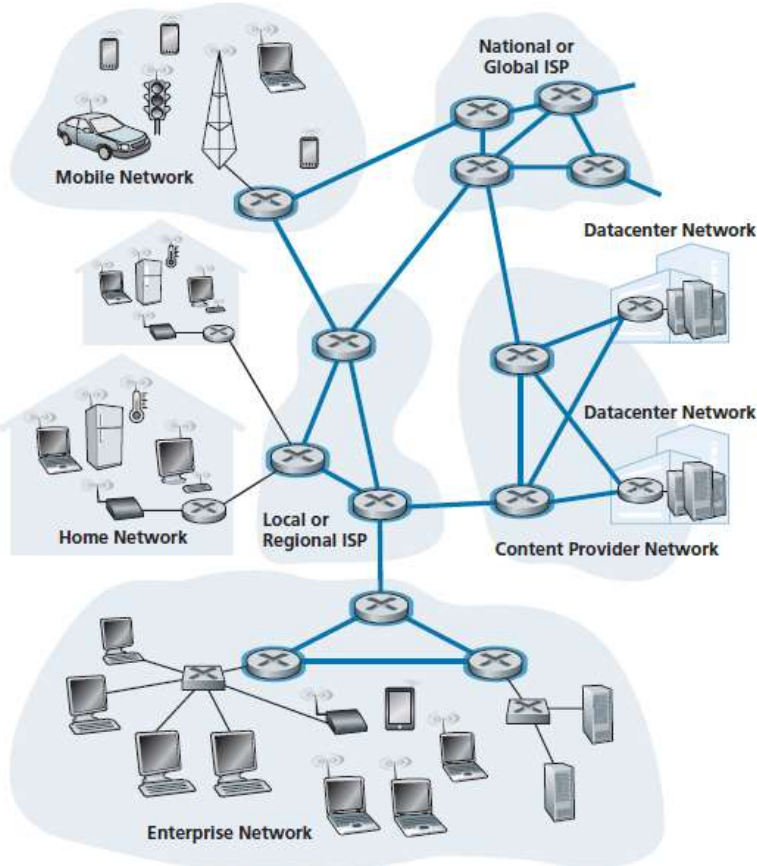 National or
Global ISP
Mobile Network
Datacenter Network
Datacenter Network
Home Network
Local or
Regional ISP
Content Provider Network
Enterprise Network